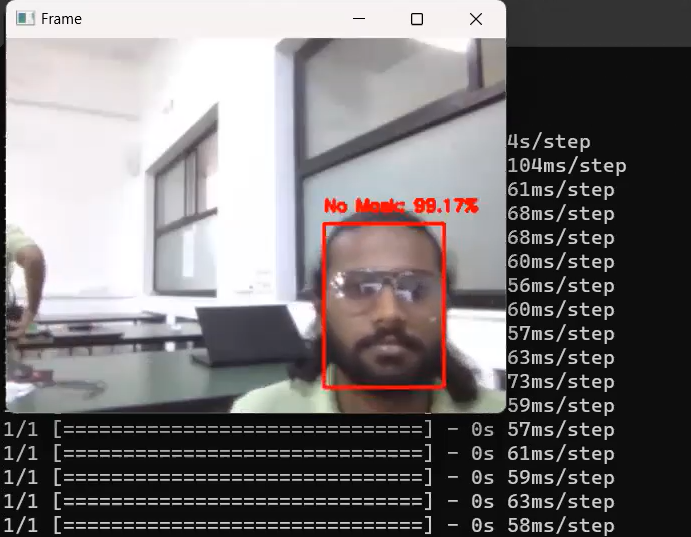 Frame
4s/step
104ms/step
61ms/step
68ms/step
No Mask: 99.17%
68ms/step
60ms/step
56ms/step
60ms/step
57ms/step
63ms/step
73ms/step
59ms/step
1/1 [==============================] - 0s 57ms/step
1/1 [==============================] - 0s 61ms/step
1/1 [==============================] - 0s 59ms/step
1/1 [==============================] - 0s 63ms/step
1/1 [==============================] - 0s 58ms/step